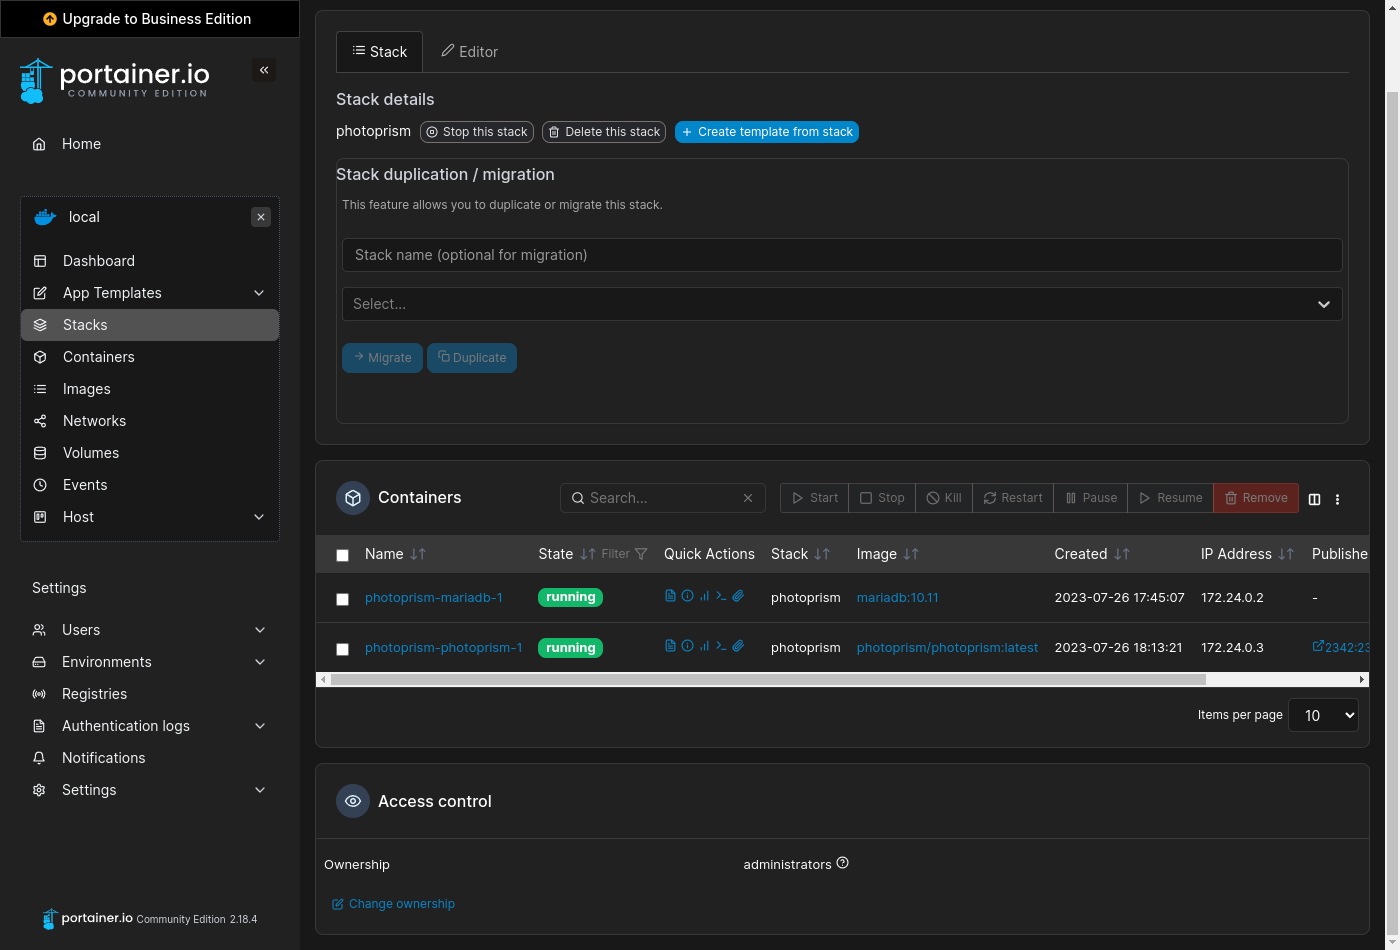 Upgrade to Business Edition
portainer.io
COMMUNITY EDITION
Home
local
Dashboard
App Templates
Stacks
Containers
Images
Networks
Volumes
Events
Host
Settings
Users
Environments
Registries
Authentication logs
Notifications
Settings
portainer.io Community Edition 2.18.4
Stack Editor
Stack details
photoprism Stop this stack Delete this stack + Create template from stack
Stack duplication / migration
This feature allows you to duplicate or migrate this stack.
Stack name (optional for migration)
Select...
Migrate Duplicate
Containers Search... Start Stop Kill Restart Pause Resume Remove
Name State Filter Quick Actions Stack Image Created IP Address Publishe
photoprism-mariadb-1 running photoprism mariadb:10.11 2023-07-26 17:45:07 172.24.0.2 -
photoprism-photoprism-1 running photoprism photoprism/photoprism:latest 2023-07-26 18:13:21 172.24.0.3 2342:23
Items per page 10
Access control
Ownership administrators
Change ownership